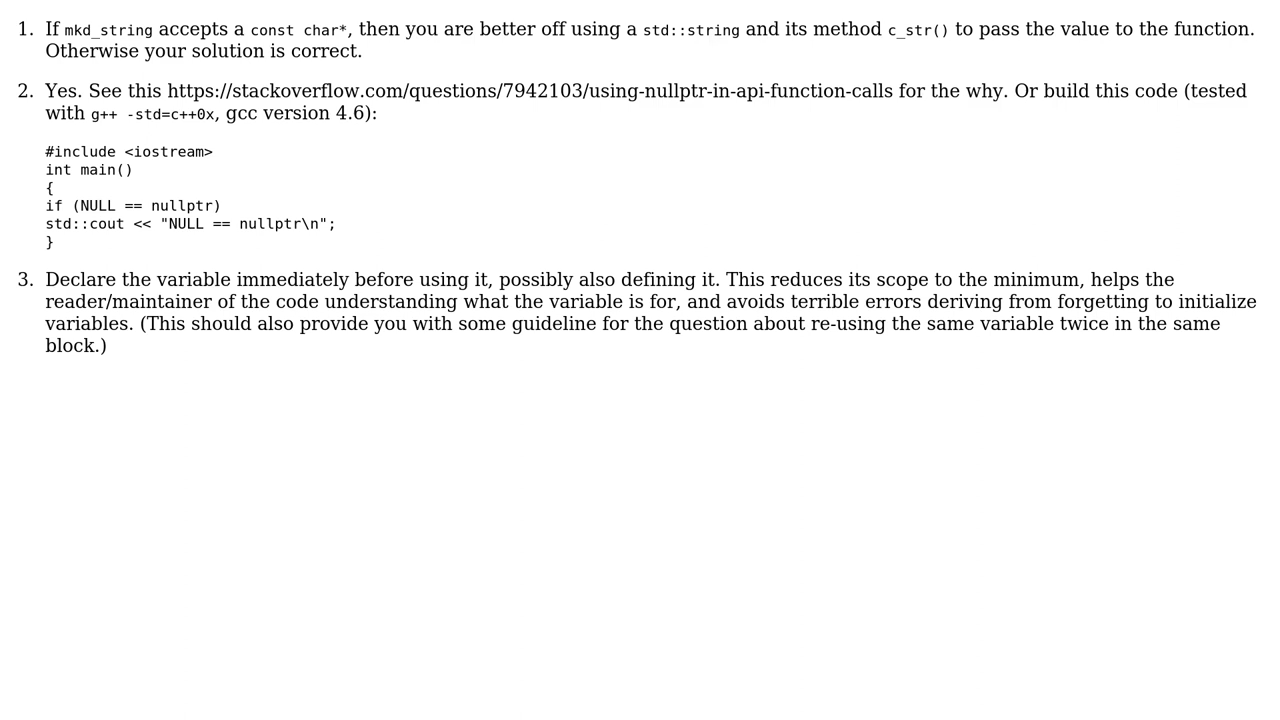 1. If mkd_string accepts a const char*, then you are better off using a std::string and its method c_str() to pass the value to the function.
Otherwise your solution is correct.
2. Yes. See this https://stackoverflow.com/questions/7942103/using-nullptr-in-api-function-calls for the why. Or build this code (tested
with g++ -std=c++0x, gcc version 4.6):
#include <iostream>
int main()
{
if (NULL == nullptr)
std::cout << "NULL == nullptr\n";
}
3. Declare the variable immediately before using it, possibly also defining it. This reduces its scope to the minimum, helps the
reader/maintainer of the code understanding what the variable is for, and avoids terrible errors deriving from forgetting to initialize
variables. (This should also provide you with some guideline for the question about re-using the same variable twice in the same
block.)